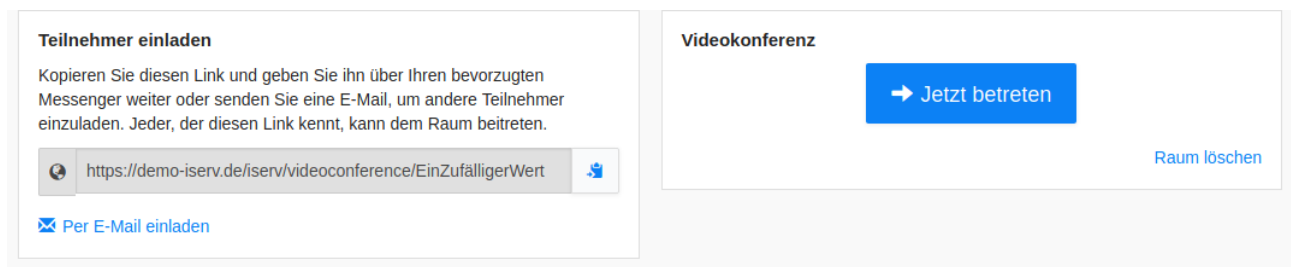 Teilnehmer einladen
Kopieren Sie diesen Link und geben Sie ihn über Ihren bevorzugten
Messenger weiter oder senden Sie eine E-Mail, um andere Teilnehmer
einzuladen. Jeder, der diesen Link kennt, kann dem Raum beitreten.
https://demo-iserv.de/iserv/videoconference/EinZufälligerWert
Per E-Mail einladen
Videokonferenz
Jetzt betreten
Raum löschen